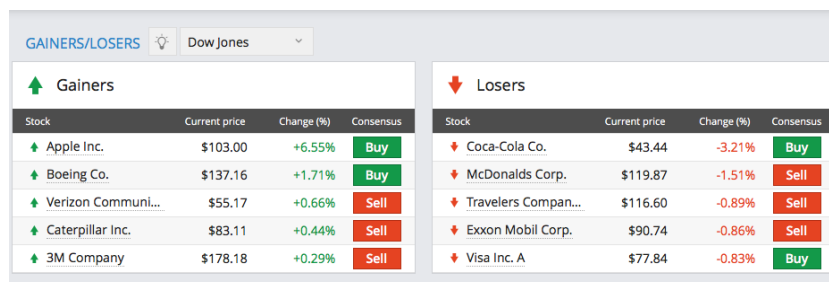 GAINERS/LOSERS Dow Jones
Gainers
Stock Current price Change (%) Consensus
Apple Inc. $103.00 +6.55% Buy
Boeing Co. $137.16 +1.71% Buy
Verizon Communi... $55.17 +0.66% Sell
Caterpillar Inc. $83.11 +0.44% Sell
3M Company $178.18 +0.29% Sell
Losers
Stock Current price Change (%) Consensus
Coca-Cola Co. $43.44 -3.21% Buy
McDonalds Corp. $119.87 -1.51% Sell
Travelers Compan... $116.60 -0.89% Sell
Exxon Mobil Corp. $90.74 -0.86% Sell
Visa Inc. A $77.84 -0.83% Buy